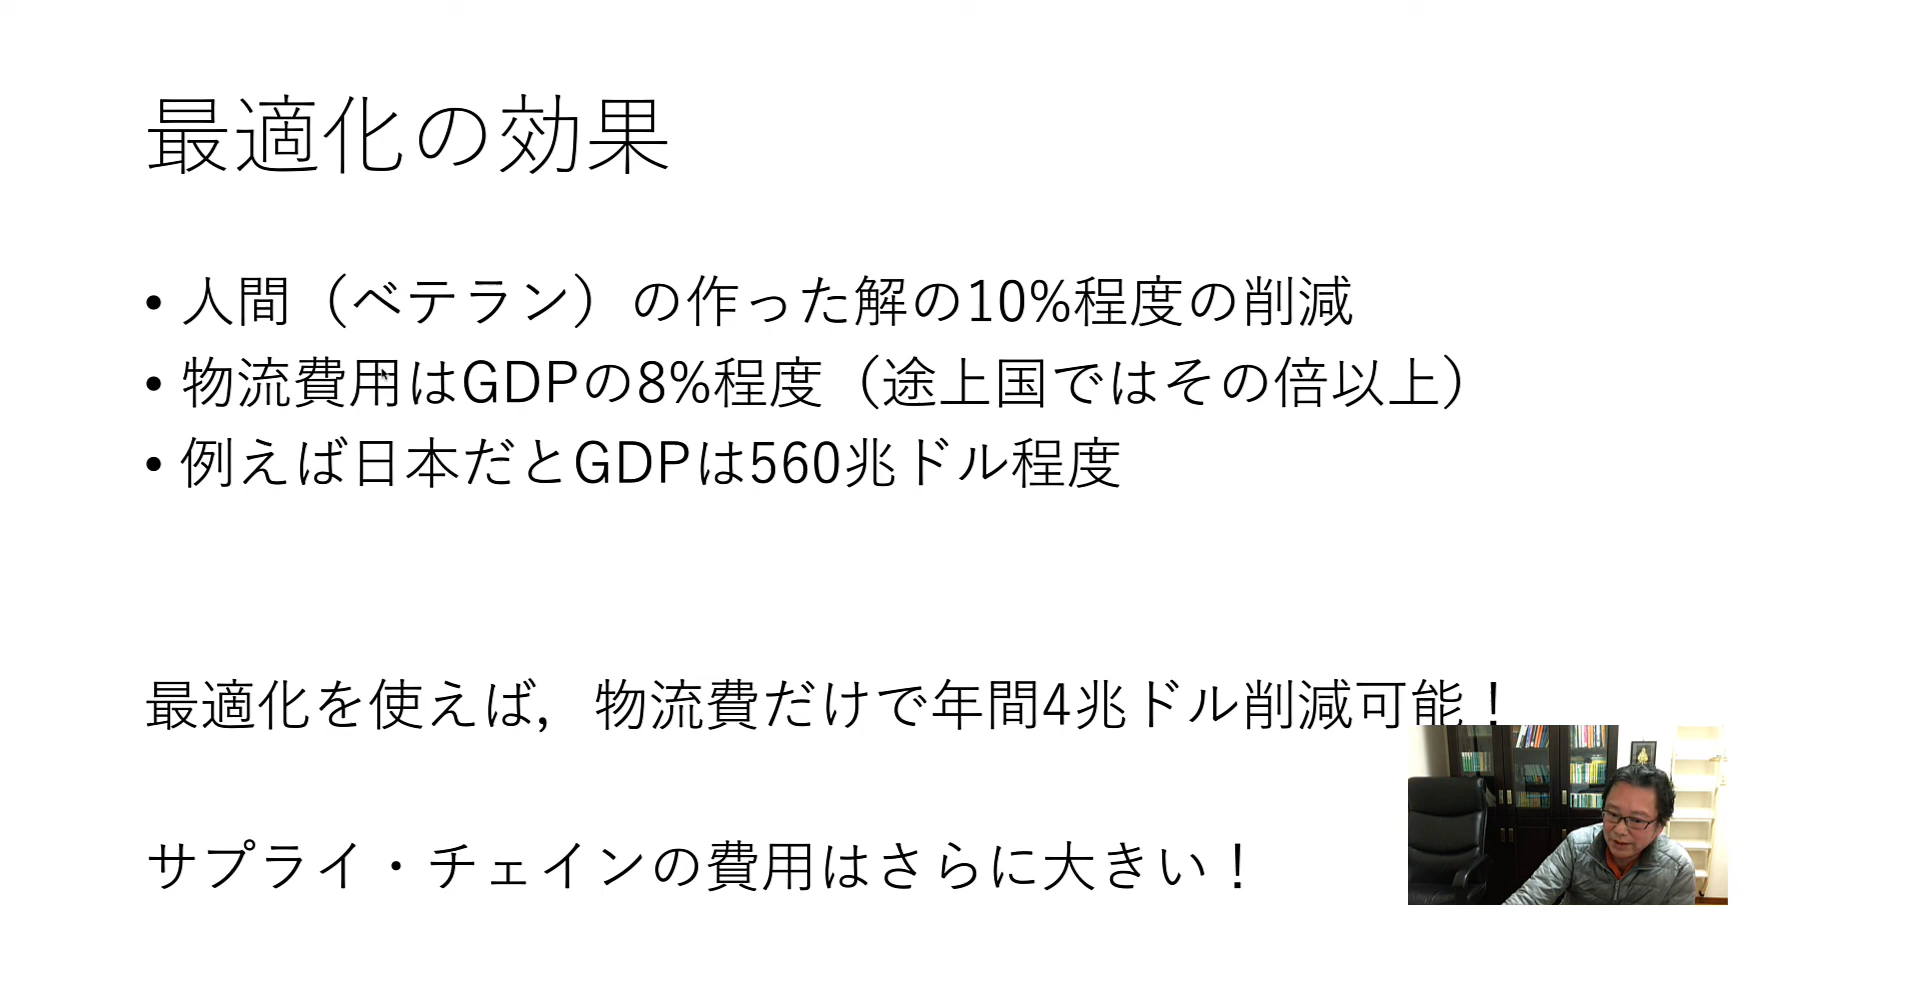 最適化の効果
• 人間（ベテラン）の作った解の10%程度の削減
• 物流費用はGDPの8%程度（途上国ではその倍以上）
• 例えば日本だとGDPは560兆ドル程度
最適化を使えば，物流費だけで年間4兆ドル削減可能！
サプライ・チェインの費用はさらに大きい！